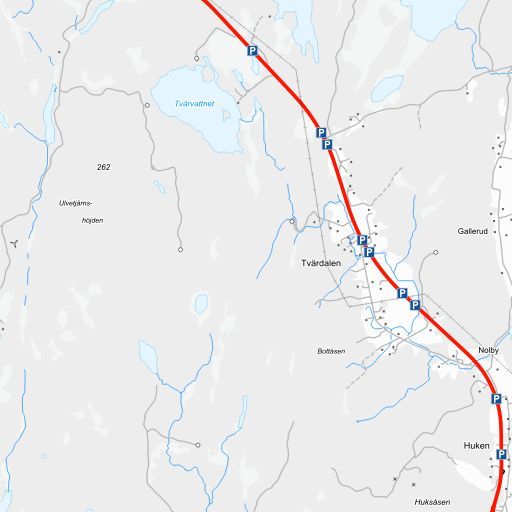 P
Tvärvattnet
P
P
262
Ulvetjärns-
höjden
Gallerud
P
P
Tvärdalen
P
P
Bottåsen
Nolby
P
Huken
P
Huksåsen